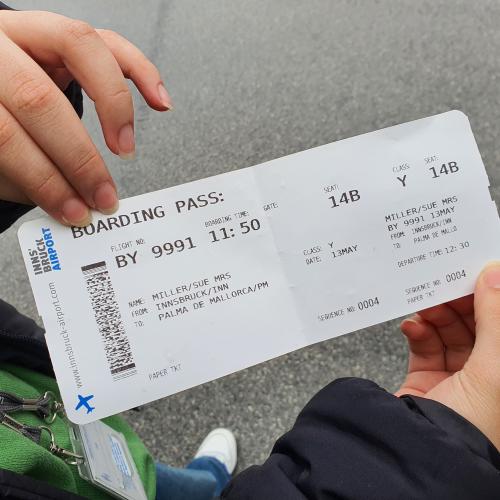 INNS'
BRUCK
AIRPORT
www.innsbruck-airport.com
BOARDING PASS:
FLIGHT NO:
BOARDING TIME:
GATE:
BY 9991 11:50
NAME: MILLER/SUE MRS
FROM: INNSBRUCK/INN
TO: PALMA DE MALLORCA/PM
PAPER TKT
SEAT:
14B
CLASS: Y
DATE: 13MAY
SEQUENCE NO: 0004
CLASS:
SEAT:
Y 14B
MILLER/SUE MRS
BY 9991 13MAY
FROM: INNSBRUCK/INN
TO: PALMA DE MALLO
DEPARTURE TIME: 12:30
SEQUENCE NO: 0004
PAPER TKT